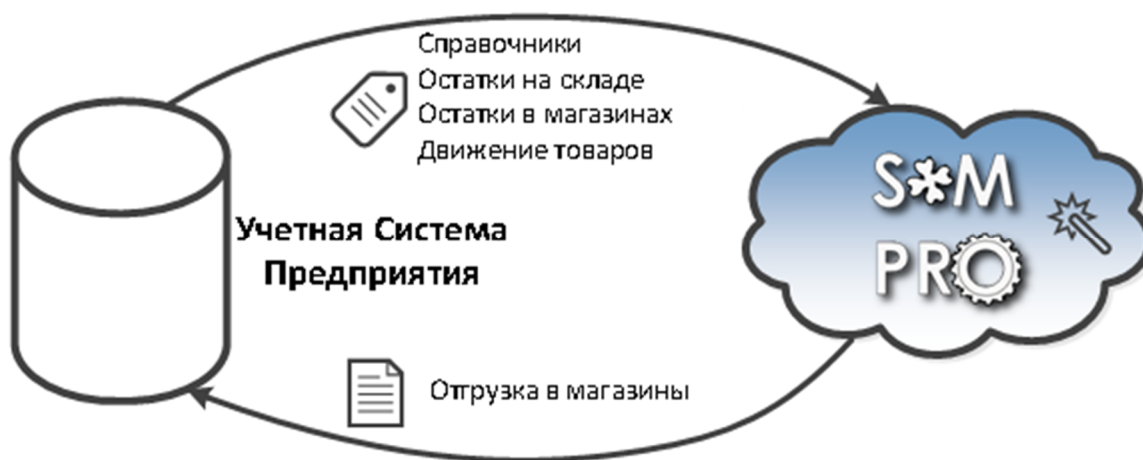 Справочники
Остатки на складе
Остатки в магазинах
Движение товаров
Учетная Система
Предприятия
S*M
PRO
Отгрузка в магазины